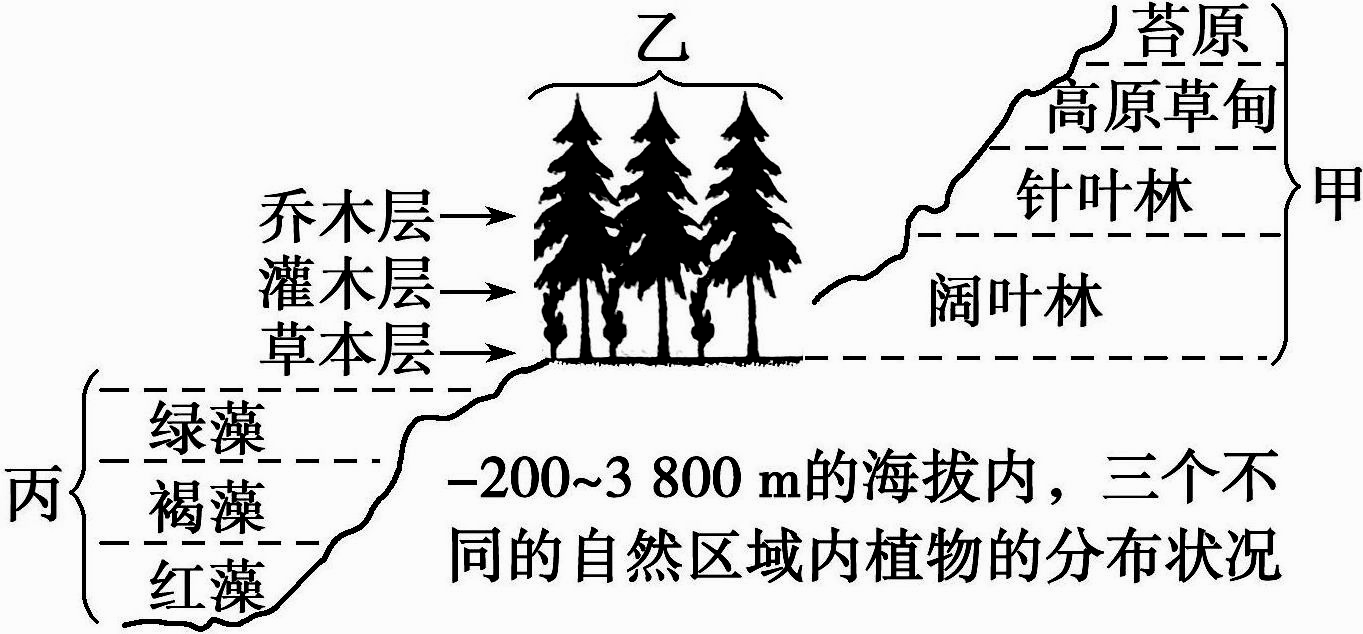 乙
苔原
高原草甸
针叶林
甲
阔叶林
乔木层
灌木层
草本层
绿藻
丙
褐藻
红藻
-200~3 800 m的海拔内，三个不
同的自然区域内植物的分布状况